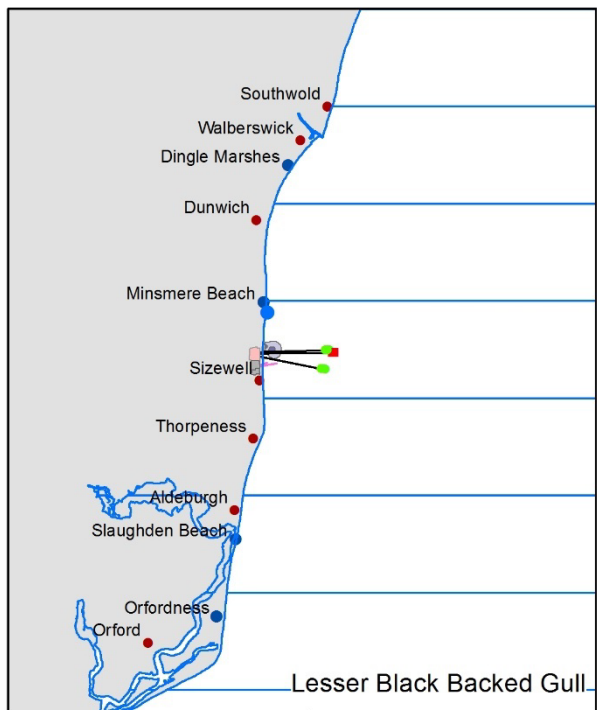 Southwold
Walberswick
Dingle Marshes
Dunwich
Minsmere Beach
Sizewell
Thorpeness
Aldeburgh
Slaughden Beach
Orfordness
Orford
Lesser Black Backed Gull